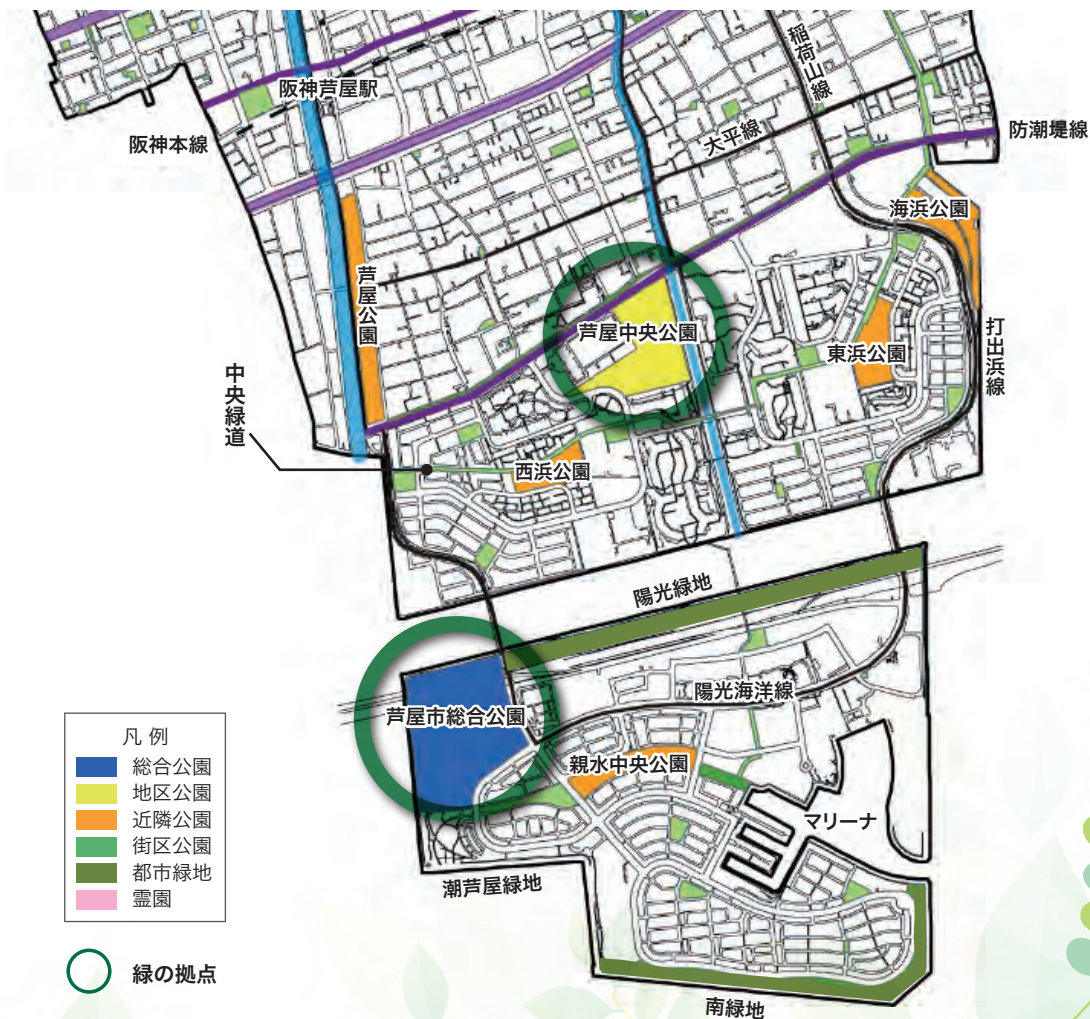 稲荷山線
阪神芦屋駅
阪神本線
大平線
防潮堤線
海浜公園
芦屋公園
芦屋中央公園
東浜公園
打出浜線
中央緑道
西浜公園
陽光緑地
陽光海洋線
芦屋市総合公園
親水中央公園
マリーナ
潮芦屋緑地
南緑地
凡 例
総合公園
地区公園
近隣公園
街区公園
都市緑地
霊園
緑の拠点